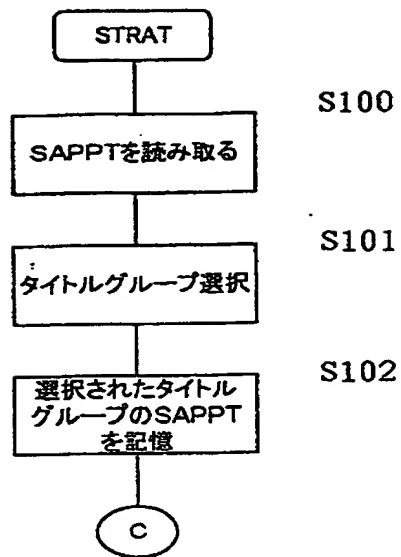 STRAT
S100
SAPPTを読み取る
S101
タイトルグループ選択
S102
選択されたタイトル
グループのSAPPT
を記憶
C